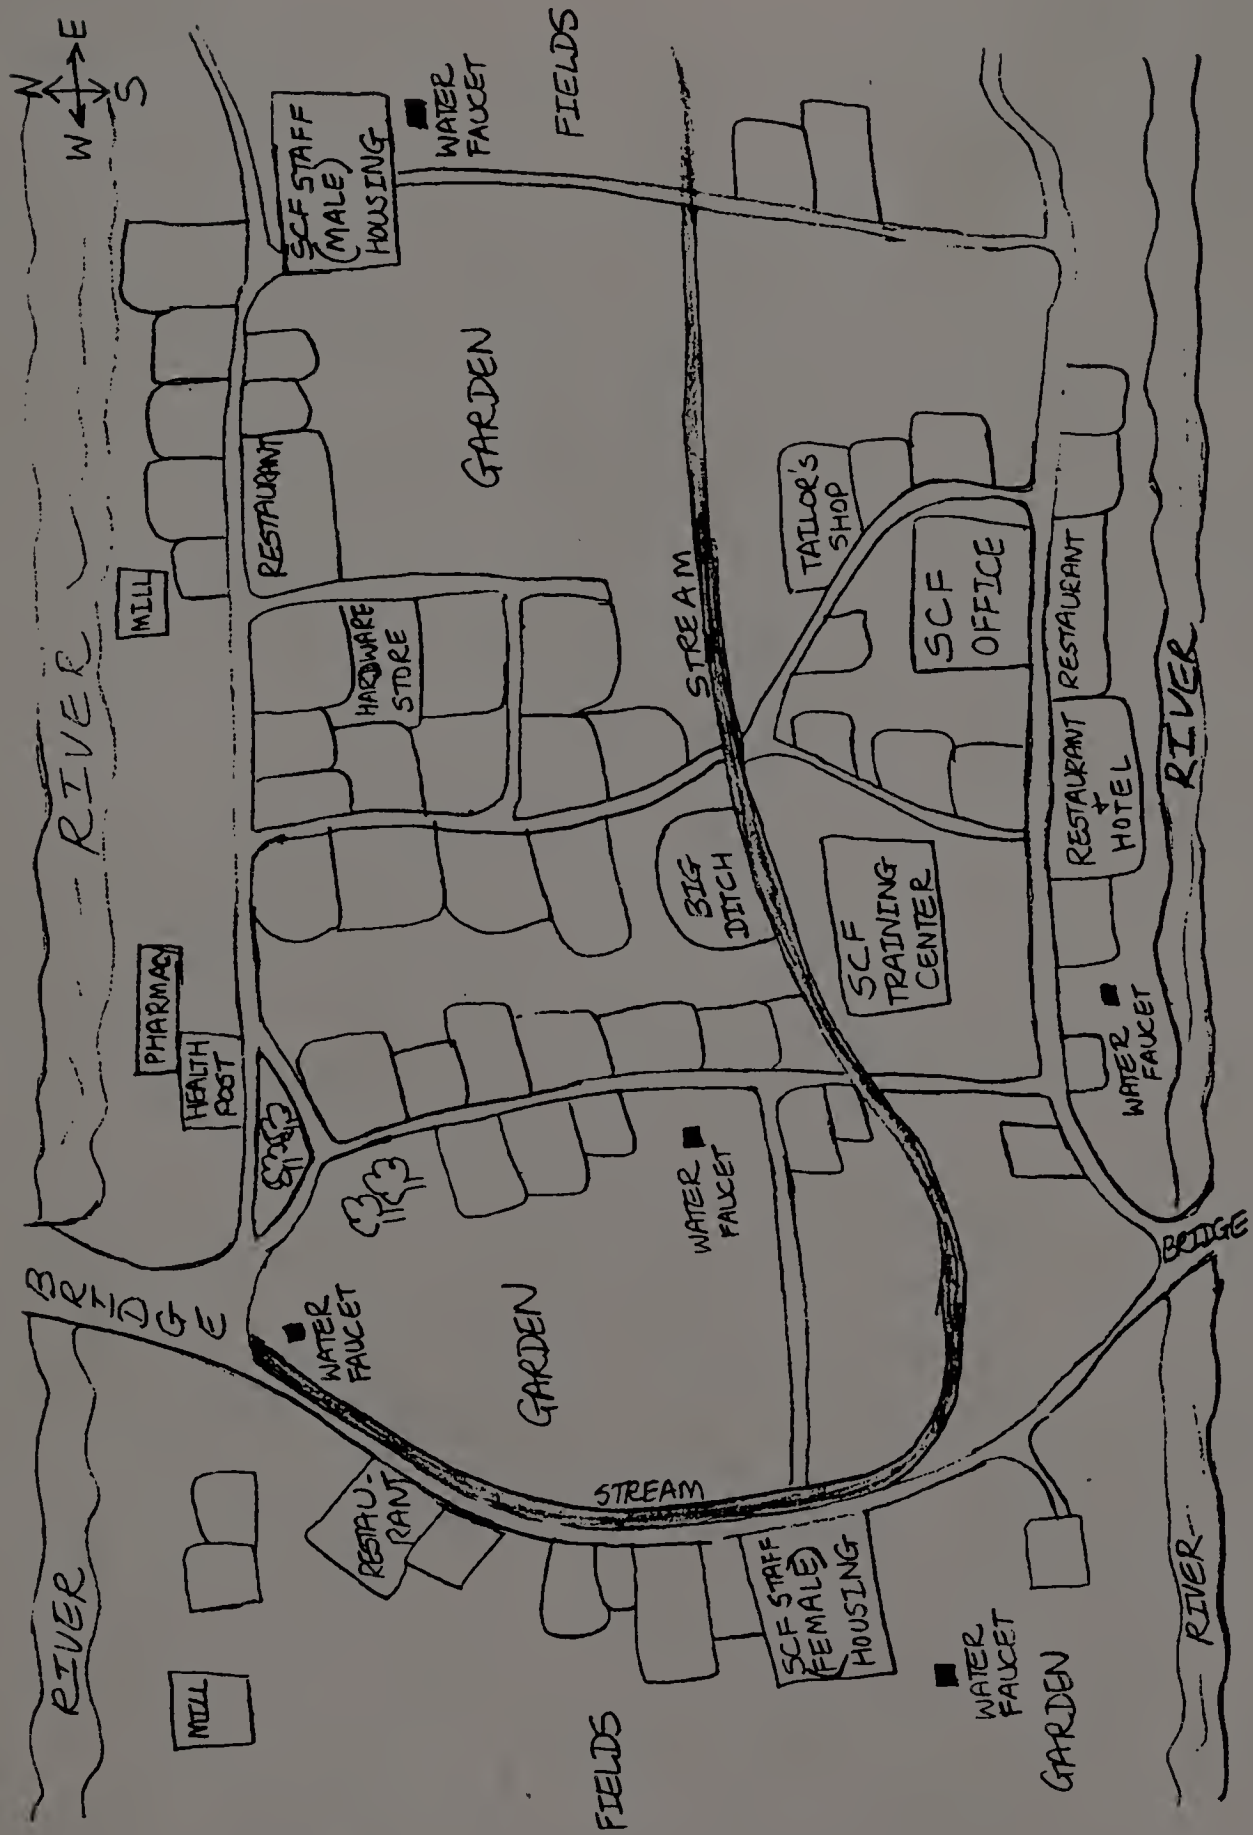 RIVER
BRIDGE
RIVER
N
W E
S
MILL
PHARMACY
HEALTH
POST
MILL
RESTAURANT
SCF STAFF
(MALE)
HOUSING
WATER
FAUCET
RESTAU-
RANT
HARDWARE
STORE
WATER
FAUCET
GARDEN
GARDEN
FIELDS
FIELDS
STREAM
STREAM
WATER
FAUCET
BIG
DITCH
SCF STAFF
(FEMALE)
HOUSING
TAILOR'S
SHOP
SCF
TRAINING
CENTER
SCF
OFFICE
WATER
FAUCET
GARDEN
RESTAURANT
+
HOTEL
RESTAURANT
WATER
FAUCET
RIVER
BRIDGE
RIVER